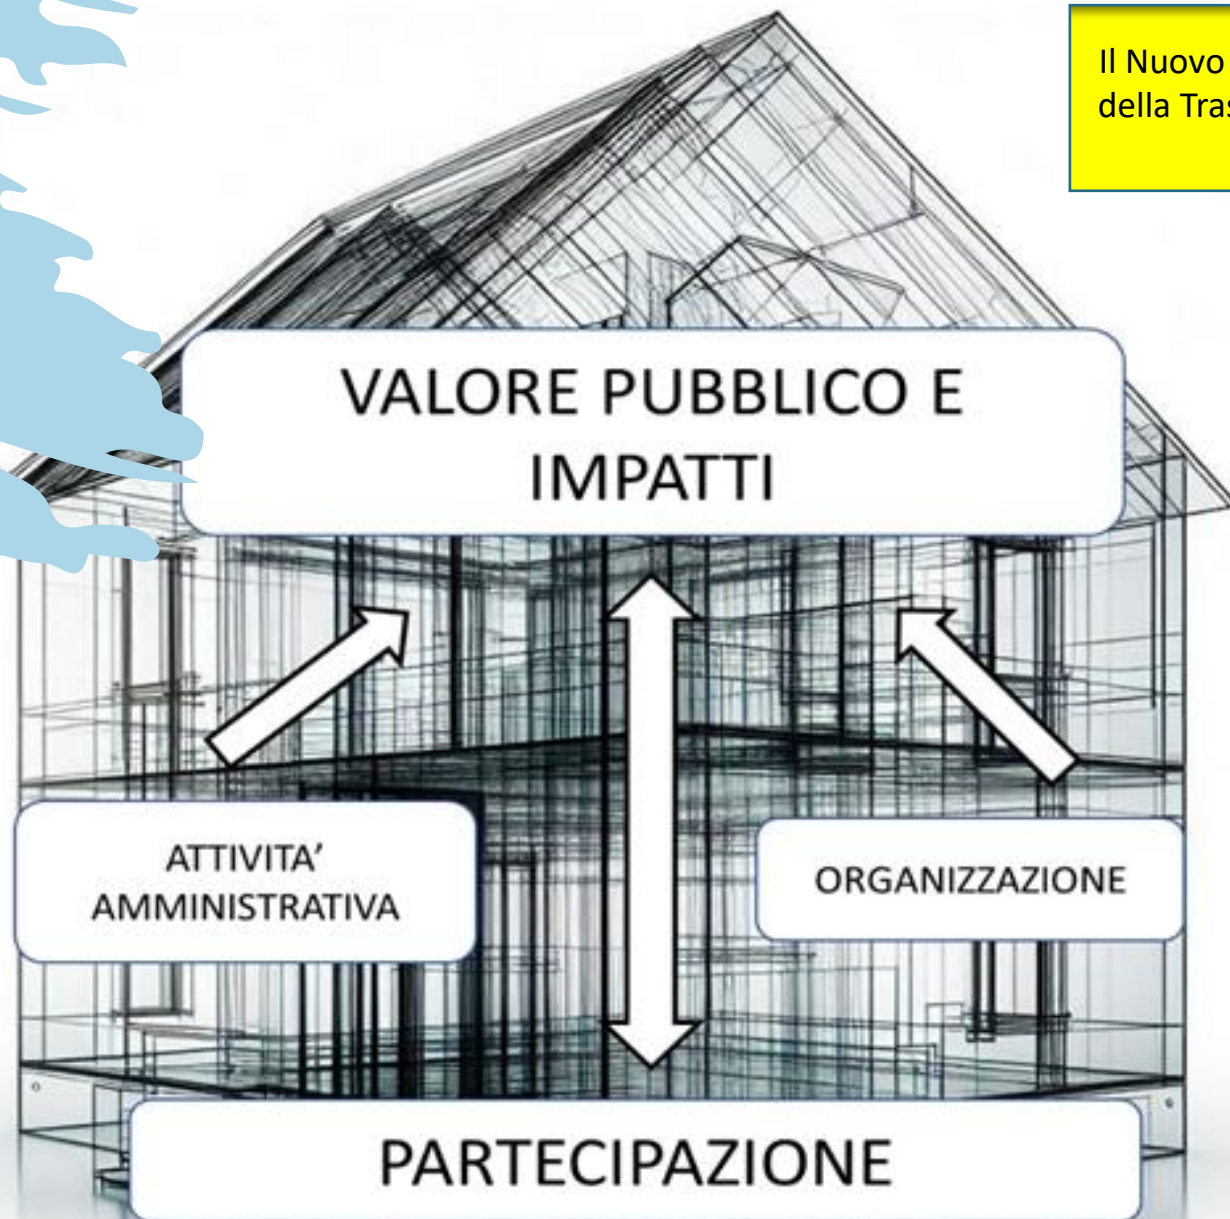 Il Nuovo
della Tras
VALORE PUBBLICO E
IMPATTI
ATTIVITA’
AMMINISTRATIVA
ORGANIZZAZIONE
PARTECIPAZIONE